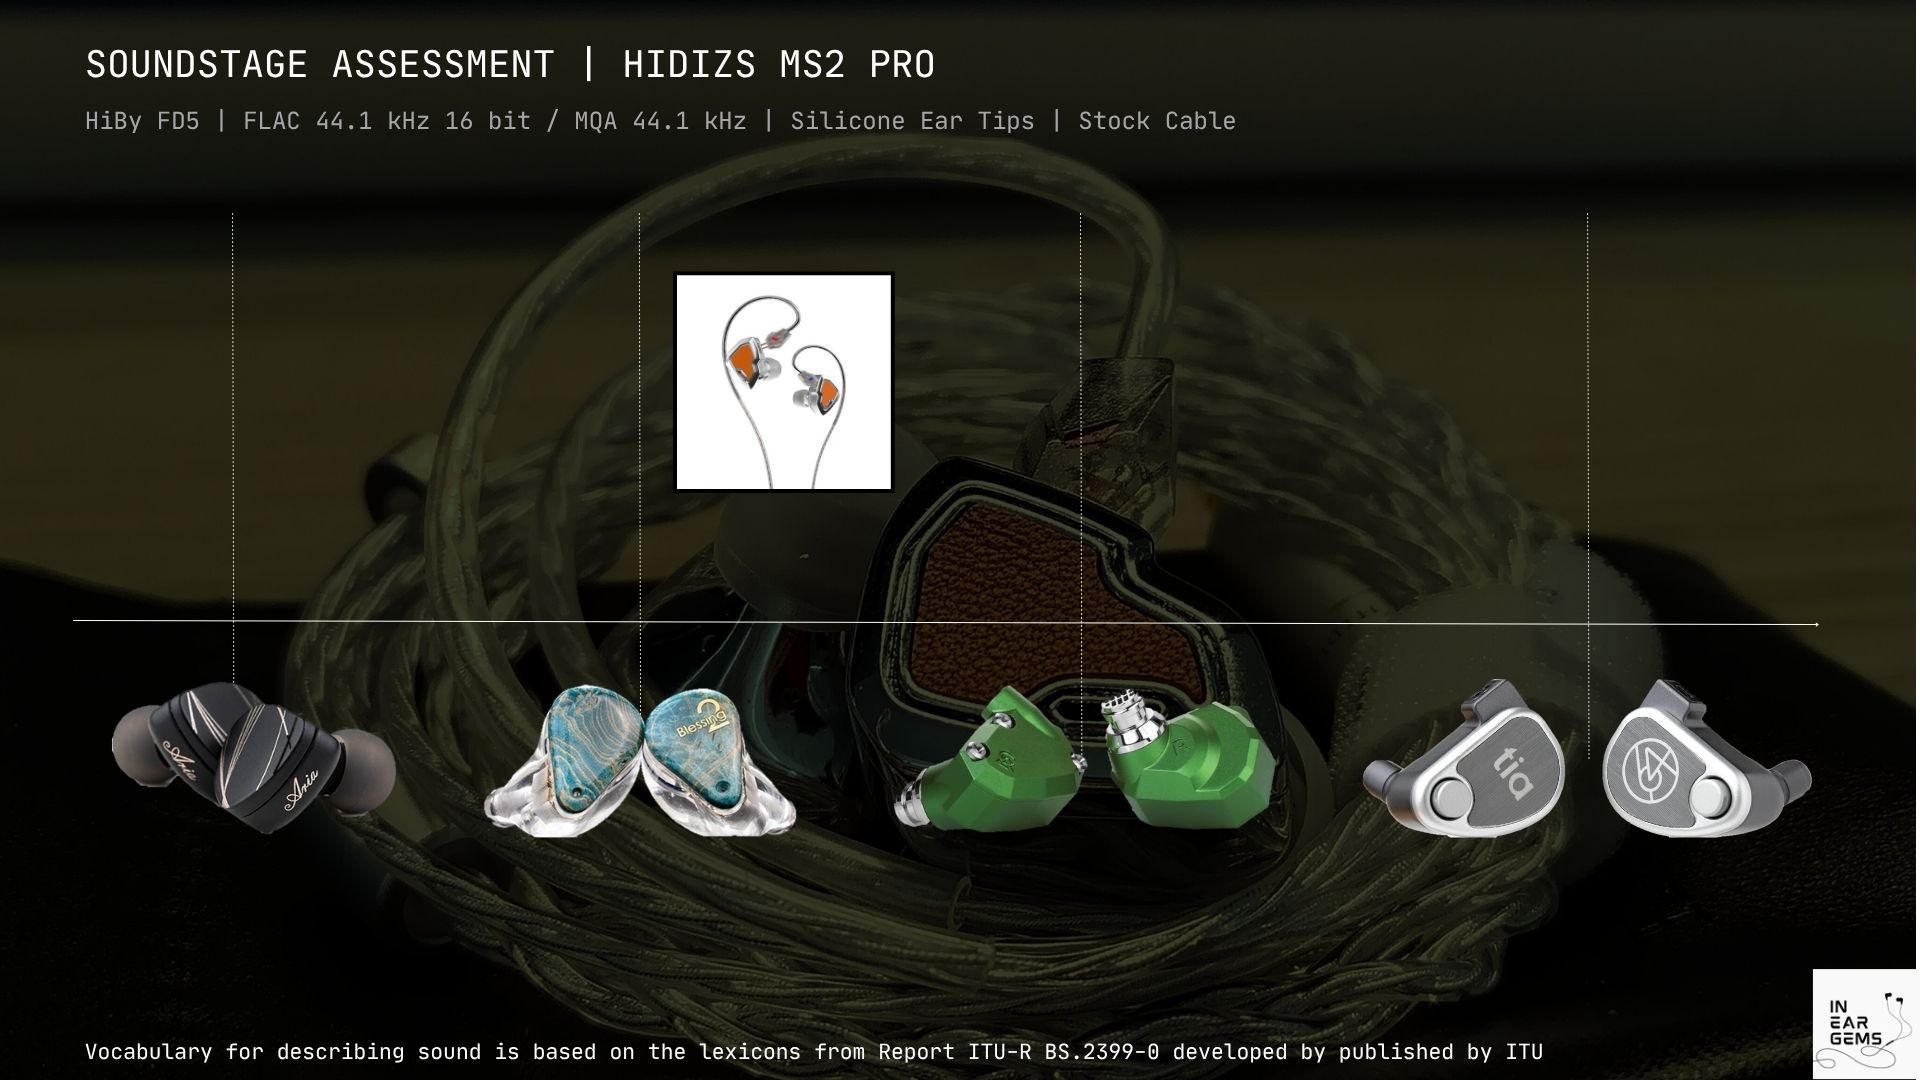 SOUNDSTAGE ASSESSMENT | HIDIZS MS2 PRO
HiBy FD5 | FLAC 44.1 kHz 16 bit / MQA 44.1 kHz | Silicone Ear Tips | Stock Cable
Aria
Aria
Blessing
2
tia
Vocabulary for describing sound is based on the lexicons from Report ITU-R BS.2399-0 developed by published by ITU
IN
EAR
GEMS